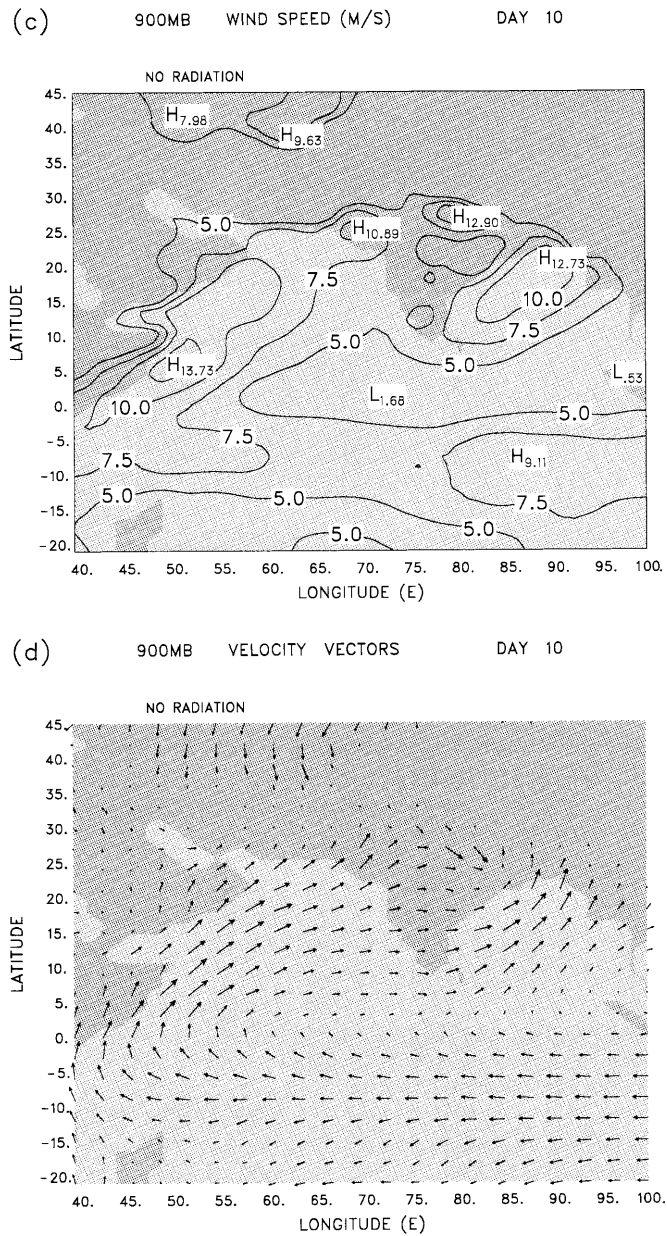 (c) 900MB WIND SPEED (M/S) DAY 10
NO RADIATION
45.
40.
35.
30.
25.
20.
15.
10.
5.
0.
-5.
-10.
-15.
-20.
LATITUDE
H7.98
H9.63
5.0
H10.89
H12.90
H12.73
7.5
10.0
7.5
5.0
5.0
H13.73
L.53
10.0
L1.68
5.0
7.5
H9.11
7.5
5.0
7.5
5.0
5.0
40. 45. 50. 55. 60. 65. 70. 75. 80. 85. 90. 95. 100.
LONGITUDE (E)
(d) 900MB VELOCITY VECTORS DAY 10
NO RADIATION
45.
40.
35.
30.
25.
20.
15.
10.
5.
0.
-5.
-10.
-15.
-20.
LATITUDE
40. 45. 50. 55. 60. 65. 70. 75. 80. 85. 90. 95. 100.
LONGITUDE (E)